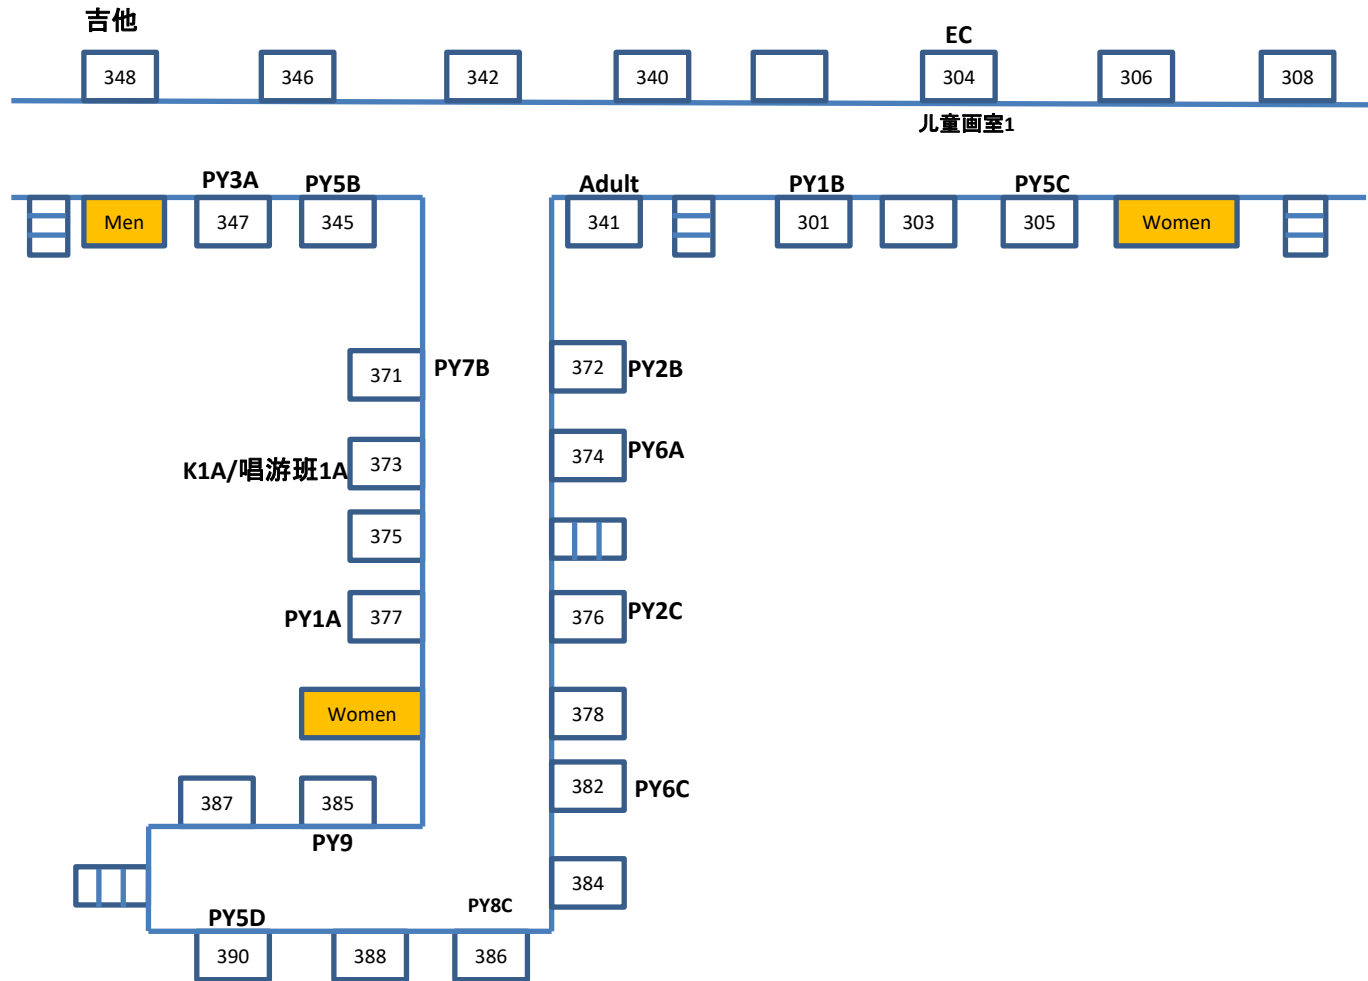 吉他
EC
348
346
342
340
304
306
308
儿童画室1
PY3A
PY5B
Adult
PY1B
PY5C
Men
347
345
341
301
303
305
Women
371
PY7B
372
PY2B
K1A/唱游班1A
373
374
PY6A
375
PY1A
377
376
PY2C
Women
378
387
385
382
PY6C
PY9
384
PY5D
PY8C
390
388
386